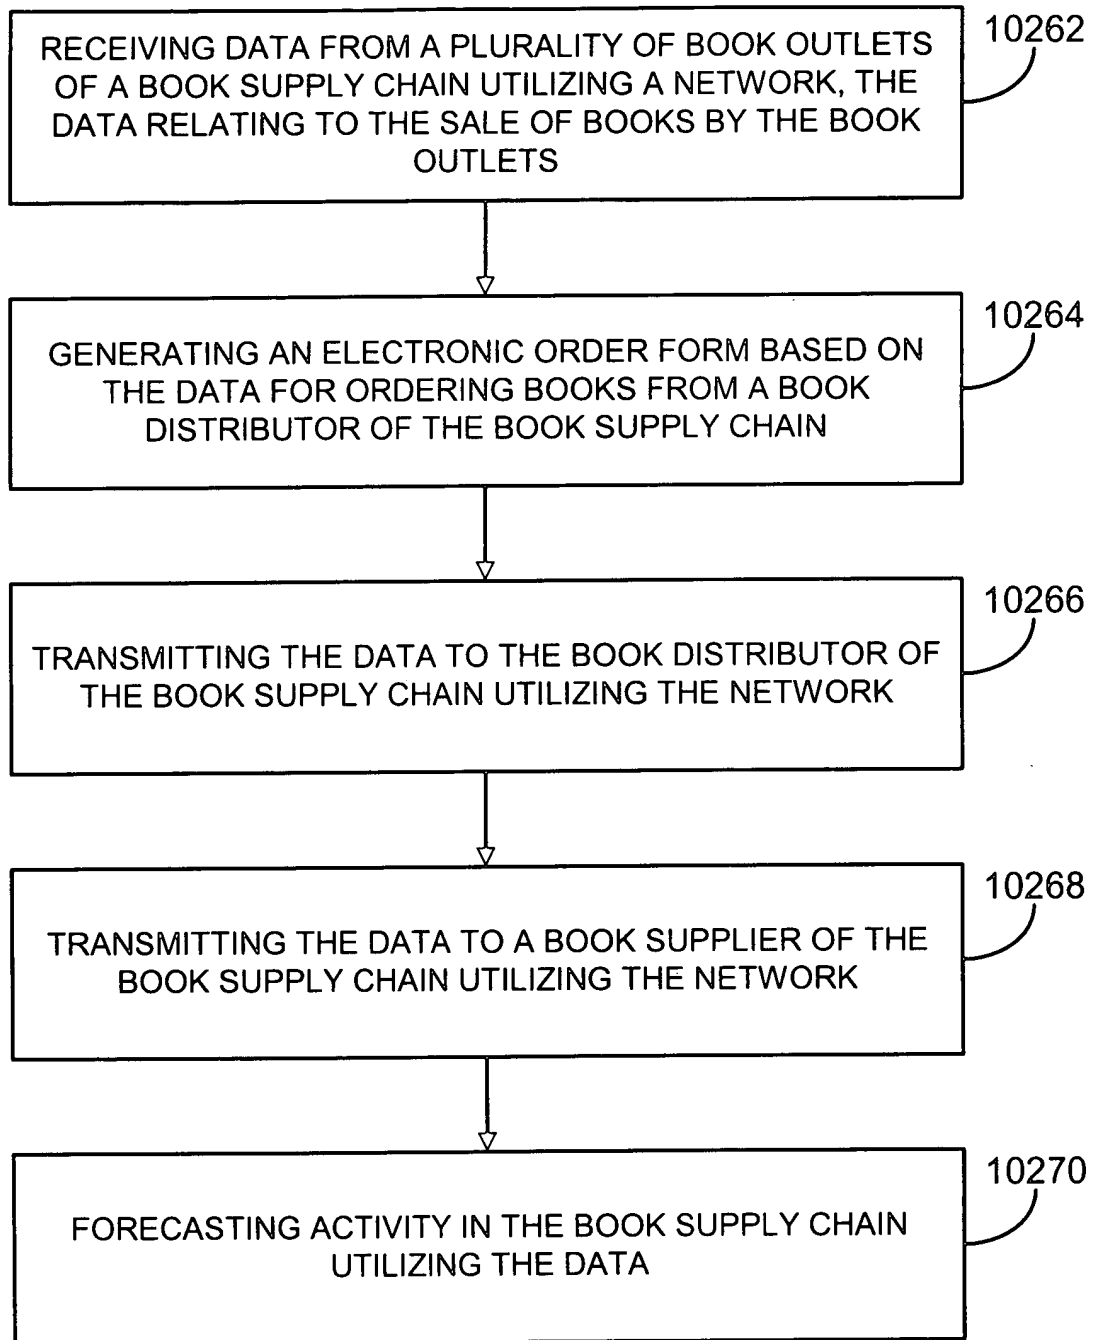 10262
RECEIVING DATA FROM A PLURALITY OF BOOK OUTLETS
OF A BOOK SUPPLY CHAIN UTILIZING A NETWORK, THE
DATA RELATING TO THE SALE OF BOOKS BY THE BOOK
OUTLETS
10264
GENERATING AN ELECTRONIC ORDER FORM BASED ON
THE DATA FOR ORDERING BOOKS FROM A BOOK
DISTRIBUTOR OF THE BOOK SUPPLY CHAIN
10266
TRANSMITTING THE DATA TO THE BOOK DISTRIBUTOR OF
THE BOOK SUPPLY CHAIN UTILIZING THE NETWORK
10268
TRANSMITTING THE DATA TO A BOOK SUPPLIER OF THE
BOOK SUPPLY CHAIN UTILIZING THE NETWORK
10270
FORECASTING ACTIVITY IN THE BOOK SUPPLY CHAIN
UTILIZING THE DATA